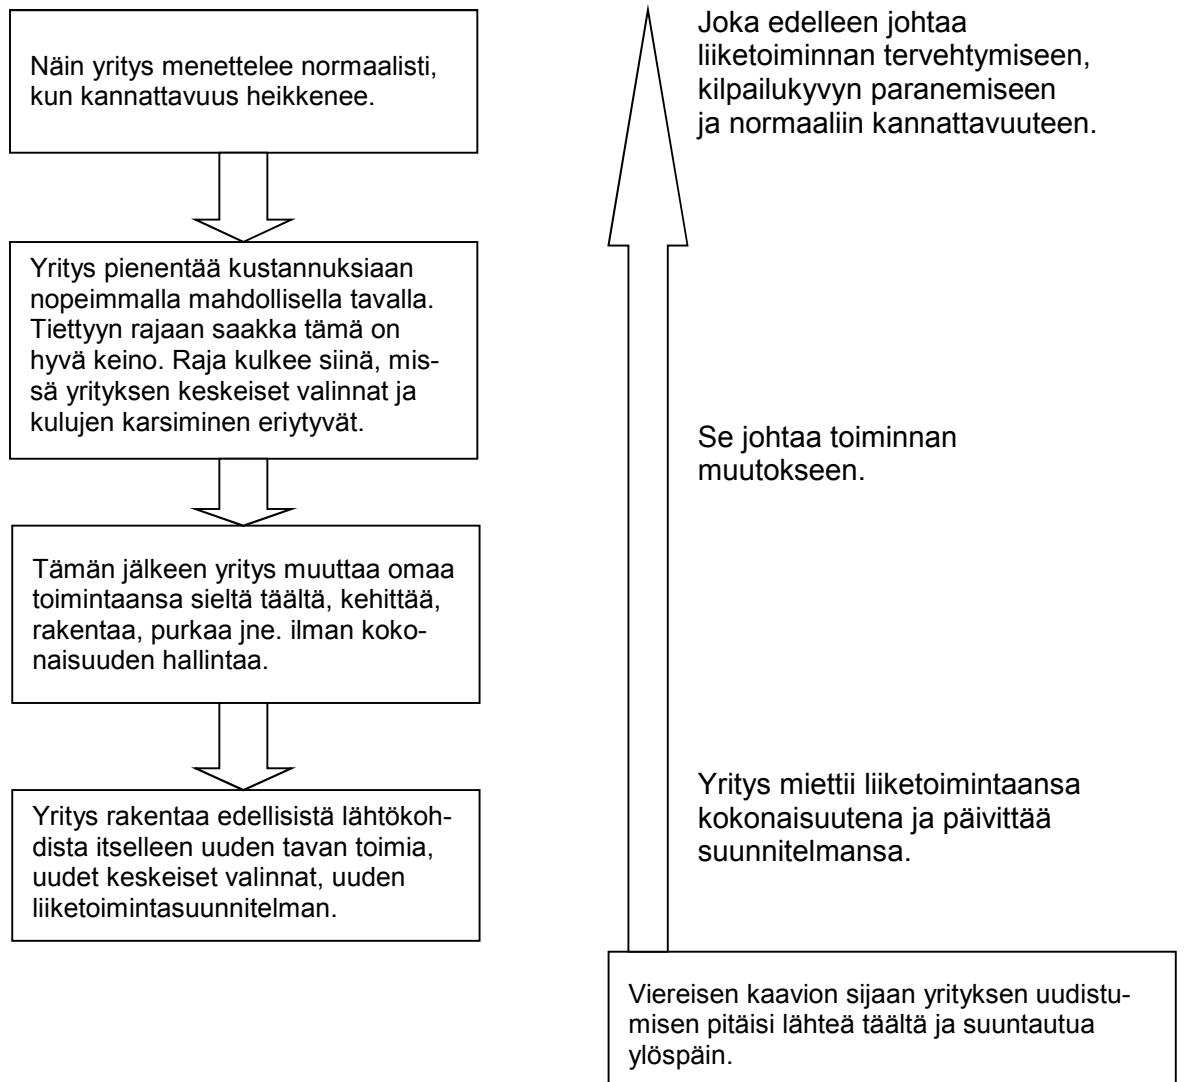 Näin yritys menettelee normaalisti,
kun kannattavuus heikkenee.
Yritys pienentää kustannuksiaan
nopeimmalla mahdollisella tavalla.
Tiettyyn rajaan saakka tämä on
hyvä keino. Raja kulkee siinä, mis-
sä yrityksen keskeiset valinnat ja
kulujen karsiminen eriytyvät.
Tämän jälkeen yritys muuttaa omaa
toimintaansa sieltä täältä, kehittää,
rakentaa, purkaa jne. ilman koko-
naisuuden hallintaa.
Yritys rakentaa edellisistä lähtökoh-
dista itselleen uuden tavan toimia,
uudet keskeiset valinnat, uuden
liiketoimintasuunnitelman.
Joka edelleen johtaa
liiketoiminnan tervehtymiseen,
kilpailukyvyn paranemiseen
ja normaaliin kannattavuuteen.
Se johtaa toiminnan
muutokseen.
Yritys miettii liiketoimintaansa
kokonaisuutena ja päivittää
suunnitelmansa.
Viereisen kaavion sijaan yrityksen uudistu-
misen pitäisi lähteä täältä ja suuntautua
ylöspäin.